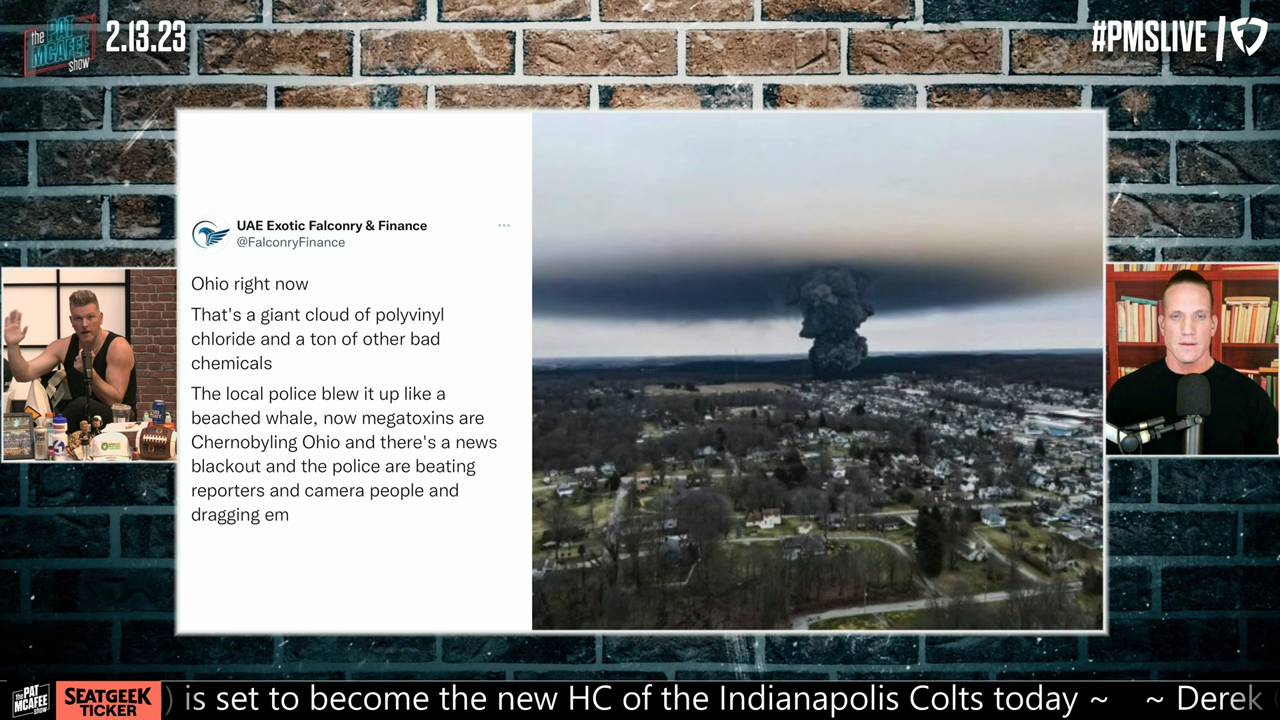 the PAT MCAFEE show
2.13.23
#PMSLIVE
UAE Exotic Falconry & Finance
@FalconryFinance
Ohio right now
That's a giant cloud of polyvinyl
chloride and a ton of other bad
chemicals
The local police blew it up like a
beached whale, now megatoxins are
Chernobyling Ohio and there's a news
blackout and the police are beating
reporters and camera people and
dragging em
the PAT MCAFEE show
SEATGEEK
TICKER
) is set to become the new HC of the Indianapolis Colts today ~ ~ Derek